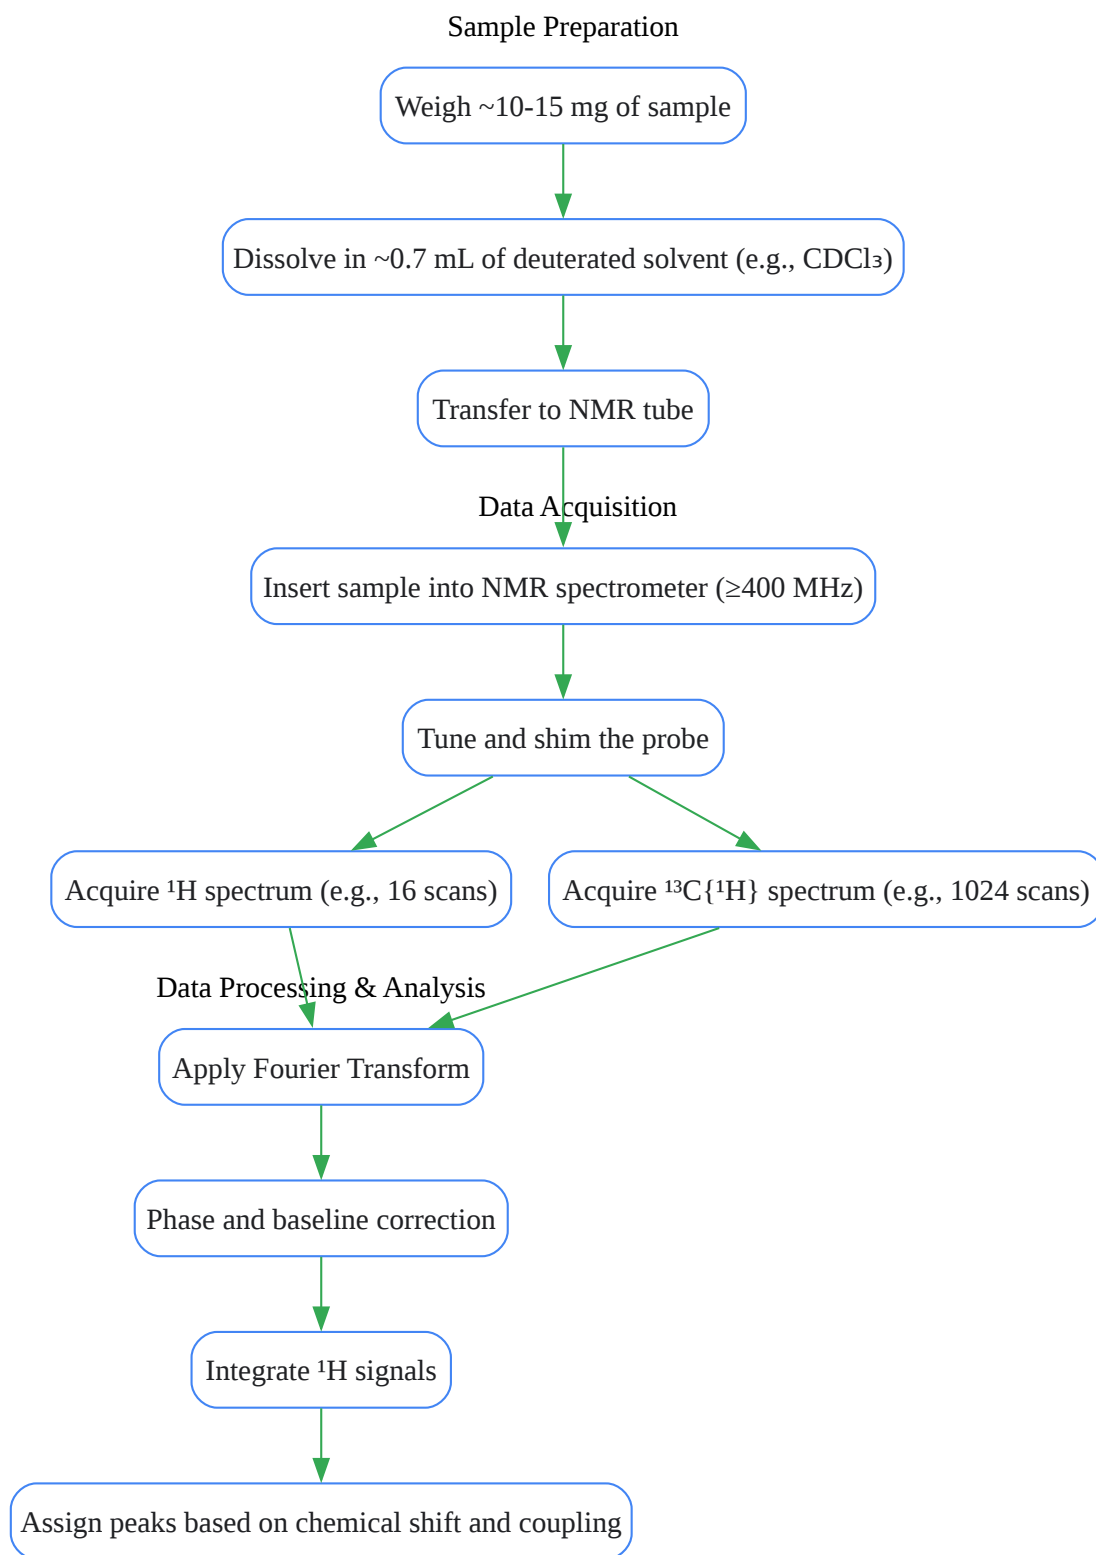 Sample Preparation
Weigh ~10-15 mg of sample
Dissolve in ~0.7 mL of deuterated solvent (e.g., CDCl₃)
Transfer to NMR tube
Data Acquisition
Insert sample into NMR spectrometer (≥400 MHz)
Tune and shim the probe
Acquire ¹H spectrum (e.g., 16 scans)
Acquire ¹³C{¹H} spectrum (e.g., 1024 scans)
Data Processing & Analysis
Apply Fourier Transform
Phase and baseline correction
Integrate ¹H signals
Assign peaks based on chemical shift and coupling